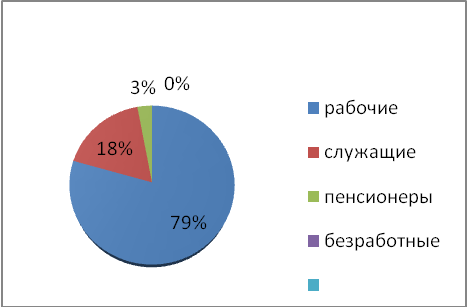 3% 0%
18%
79%
рабочие
служащие
пенсионеры
безработные